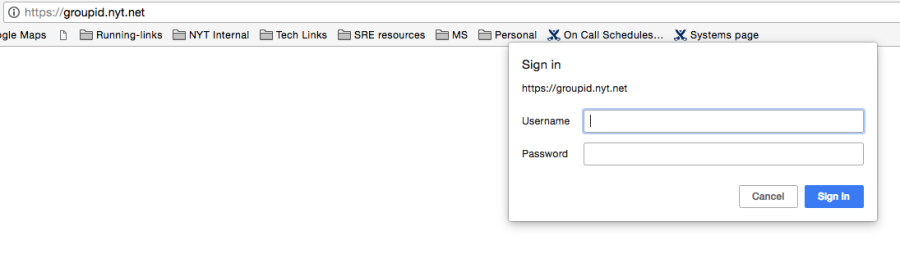 https://groupid.nyt.net
ogle Maps Running-links NYT Internal Tech Links SRE resources MS Personal On Call Schedules... Systems page
Sign in
https://groupid.nyt.net
Username
Password
Cancel Sign In